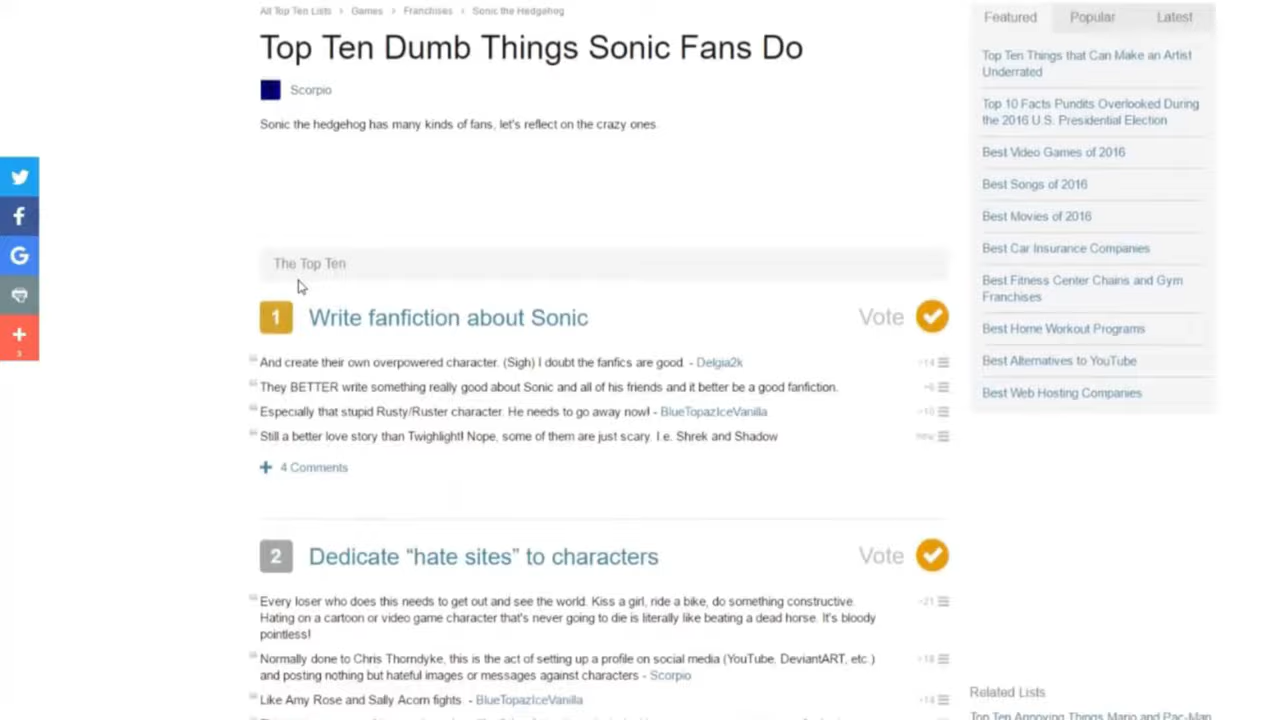 All Top Ten Lists > Games > Franchises > Sonic the Hedgehog
Top Ten Dumb Things Sonic Fans Do
Scorpio
Sonic the hedgehog has many kinds of fans, let's reflect on the crazy ones.
The Top Ten
1 Write fanfiction about Sonic Vote
And create their own overpowered character. (Sigh) I doubt the fanfics are good. - Delgia2k
They BETTER write something really good about Sonic and all of his friends and it better be a good fanfiction.
Especially that stupid Rusty/Ruster character. He needs to go away now! - BlueTopazIceVanilla
Still a better love story than Twighlight! Nope, some of them are just scary. I.e. Shrek and Shadow
+ 4 Comments
2 Dedicate “hate sites” to characters Vote
Every loser who does this needs to get out and see the world. Kiss a girl, ride a bike, do something constructive.
Hating on a cartoon or video game character that's never going to die is literally like beating a dead horse. It's bloody
pointless!
Normally done to Chris Thorndyke, this is the act of setting up a profile on social media (YouTube, DeviantART, etc.)
and posting nothing but hateful images or messages against characters - Scorpio
Like Amy Rose and Sally Acorn fights. - BlueTopazIceVanilla
Featured Popular Latest
Top Ten Things that Can Make an Artist
Underrated
Top 10 Facts Pundits Overlooked During
the 2016 U.S. Presidential Election
Best Video Games of 2016
Best Songs of 2016
Best Movies of 2016
Best Car Insurance Companies
Best Fitness Center Chains and Gym
Franchises
Best Home Workout Programs
Best Alternatives to YouTube
Best Web Hosting Companies
Related Lists
Top Ten Annoying Things Mario and Pac-Man